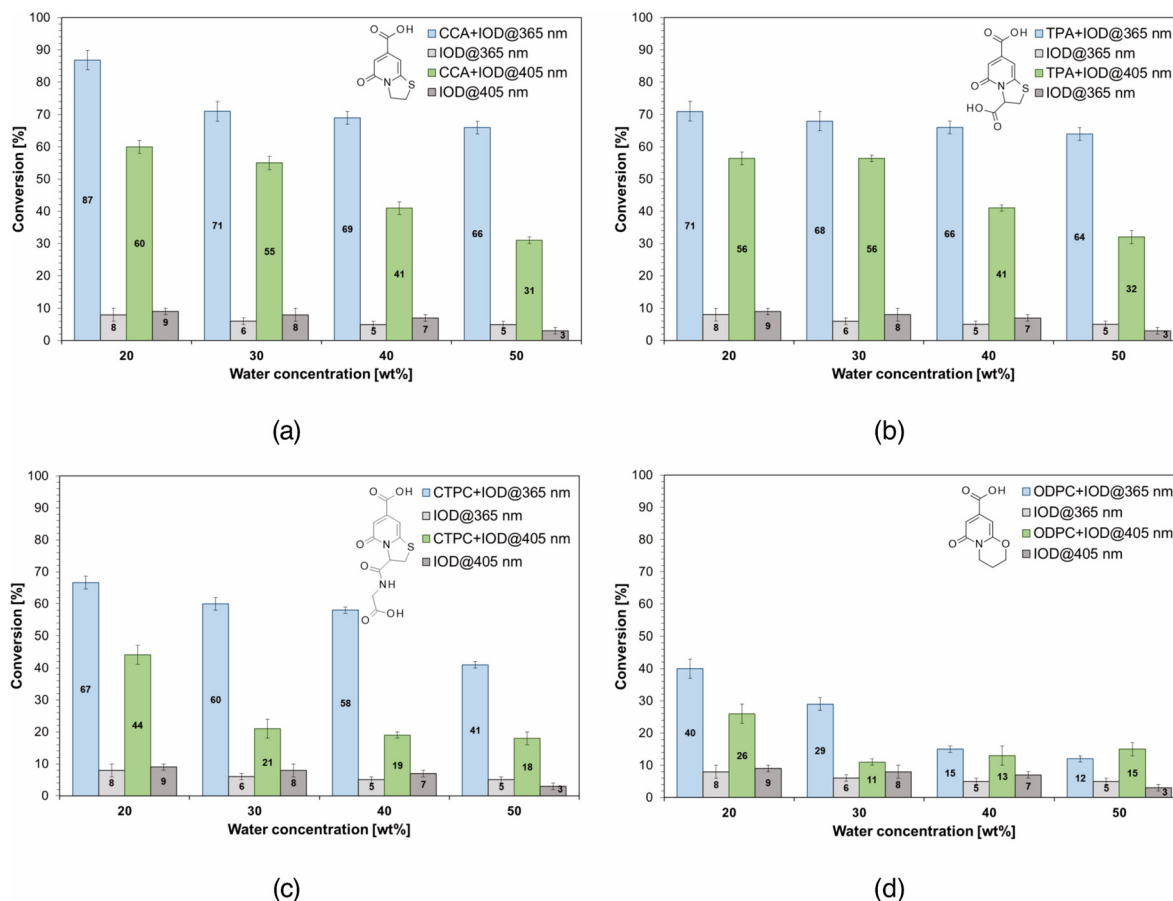 100
90
80
70
60
50
40
30
20
10
0
Conversion [%]
CCA+IOD@365 nm
IOD@365 nm
CCA+IOD@405 nm
IOD@405 nm
O
OH
O
N
S
87
60
8
9
71
55
6
8
69
41
5
7
66
31
5
3
20
30
40
50
Water concentration [wt%]
(a)
100
90
80
70
60
50
40
30
20
10
0
Conversion [%]
TPA+IOD@365 nm
IOD@365 nm
TPA+IOD@405 nm
IOD@365 nm
O
OH
O
N
S
HO
O
71
56
8
9
68
56
6
8
66
41
5
7
64
32
5
3
20
30
40
50
Water concentration [wt%]
(b)
100
90
80
70
60
50
40
30
20
10
0
Conversion [%]
CTPC+IOD@365 nm
IOD@365 nm
CTPC+IOD@405 nm
IOD@405 nm
O
OH
O
N
S
O
NH
O
OH
67
44
8
9
60
21
6
8
58
19
5
7
41
18
5
3
20
30
40
50
Water concentration [wt%]
(c)
100
90
80
70
60
50
40
30
20
10
0
Conversion [%]
ODPC+IOD@365 nm
IOD@365 nm
ODPC+IOD@405 nm
IOD@405 nm
O
OH
O
N
O
40
26
8
9
29
11
6
8
15
13
5
7
12
15
5
3
20
30
40
50
Water concentration [wt%]
(d)